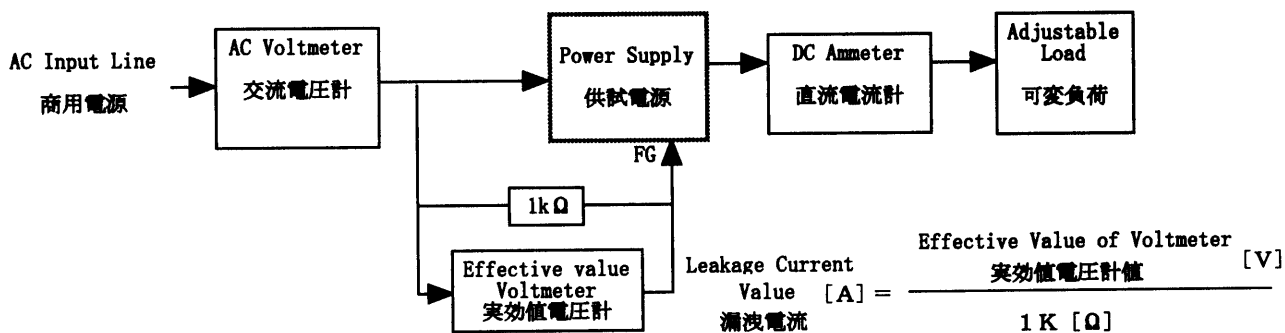 AC Input Line
商用電源
AC Voltmeter
交流電圧計
Power Supply
供試電源
FG
DC Ammeter
直流電流計
Adjustable
Load
可変負荷
1kΩ
Effective value
Voltmeter
実効値電圧計
Leakage Current
Value [A] =
漏洩電流
Effective Value of Voltmeter [V]
実効値電圧計値
1K [Ω]